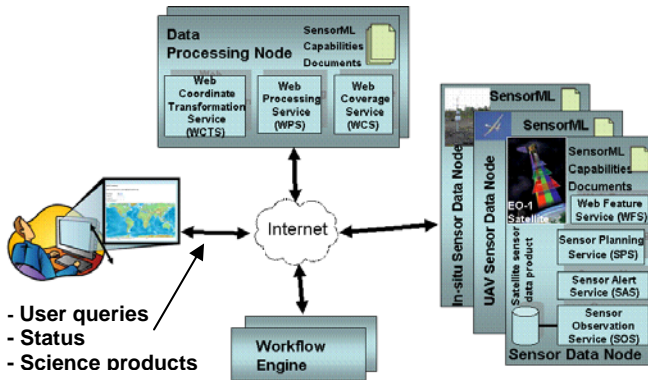 Data
Processing Node
SensorML
Capabilities
Documents
Web
Coordinate
Transformation
Service
(WCTS)
Web
Processing
Service
(WPS)
Web
Coverage
Service
(WCS)
Internet
- User queries
- Status
- Science products
Workflow
Engine
SensorML
In-situ Sensor Data Node
SensorML
UAV Sensor Data Node
SensorML
Capabilities
Documents
EO-1
Satellite
Satellite sensor
data product
Web Feature
Service (WFS)
Sensor Planning
Service (SPS)
Sensor Alert
Service (SAS)
Sensor
Observation
Service (SOS)
Sensor Data Node